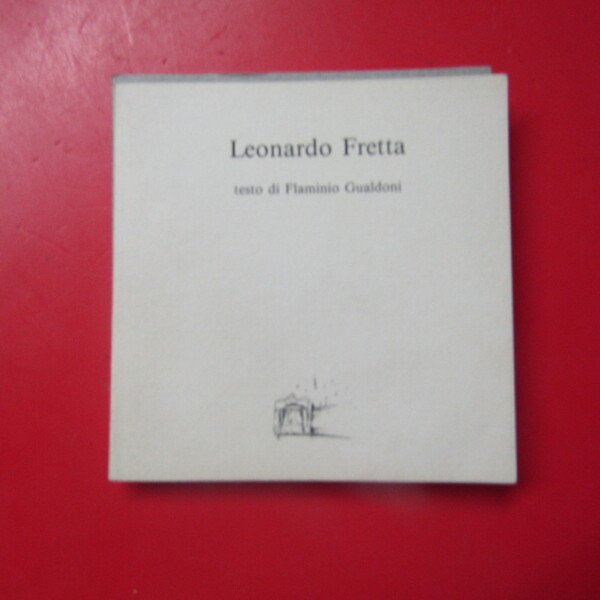 Leonardo Fretta
testo di Flaminio Gualdoni